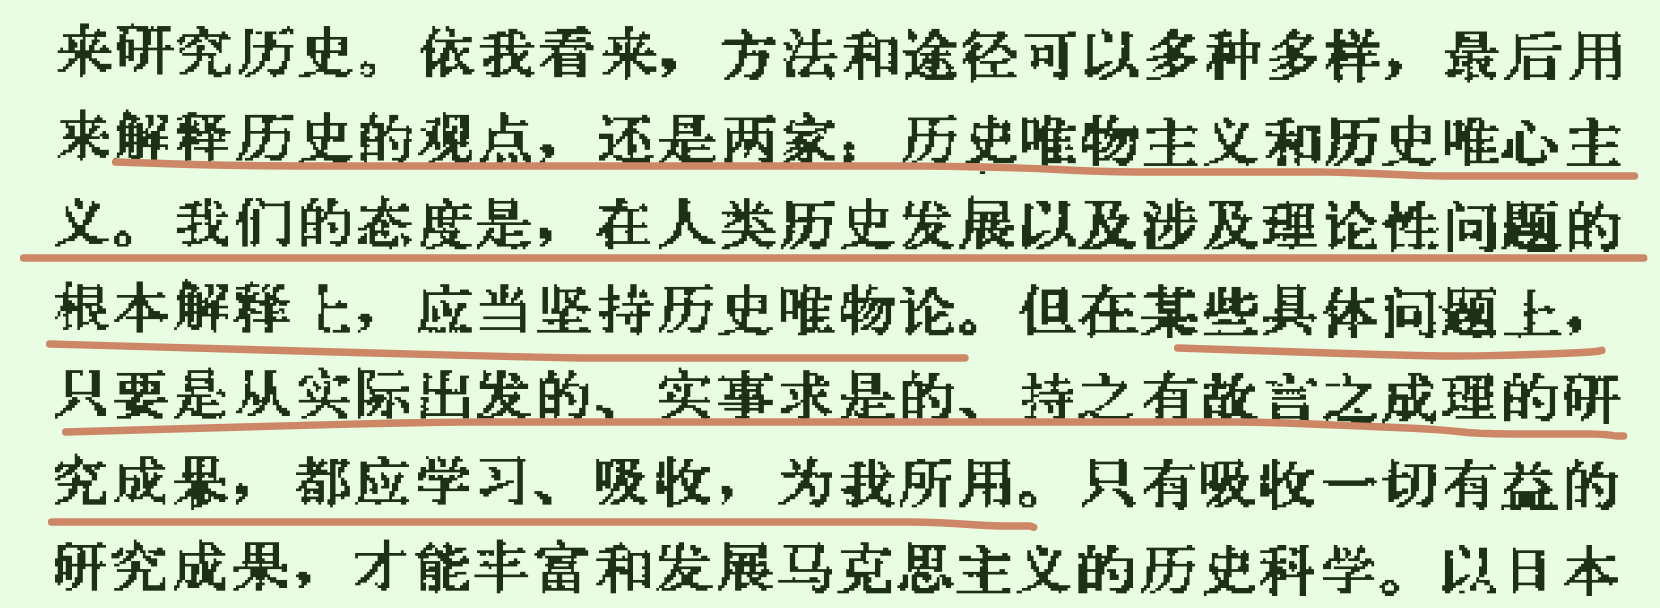 来研究历史。依我看来，方法和途径可以多种多样，最后用
来解释历史的观点，还是两家：历史唯物主义和历史唯心主
义。我们的态度是，在人类历史发展以及涉及理论性问题的
根本解释上，应当坚持历史唯物论。但在某些具体问题上，
只要是从实际出发的、实事求是的、持之有故言之成理的研
究成果，都应学习、吸收，为我所用。只有吸收一切有益的
研究成果，才能丰富和发展马克思主义的历史科学。以日本